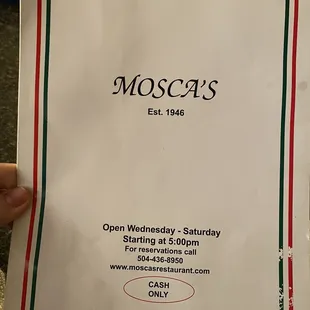 MOSCA'S
Est. 1946
Open Wednesday - Saturday
Starting at 5:00pm
For reservations call
504-436-8950
www.moscasrestaurant.com
CASH
ONLY